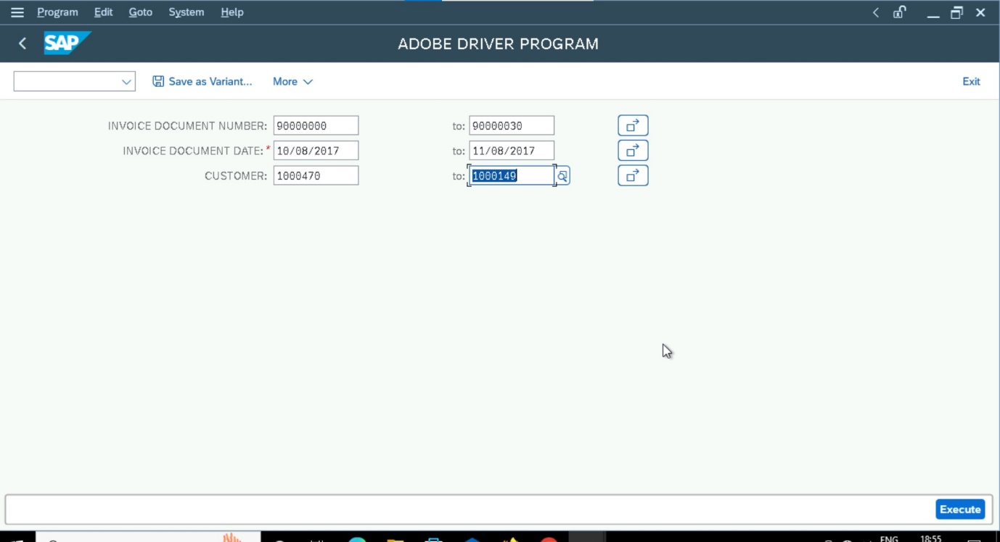 Program Edit Goto System Help
SAP ADOBE DRIVER PROGRAM
Save as Variant... More Exit
INVOICE DOCUMENT NUMBER: 90000000 to: 90000030
INVOICE DOCUMENT DATE: * 10/08/2017 to: 11/08/2017
CUSTOMER: 1000470 to: 1000149
Execute
ENG 18:55